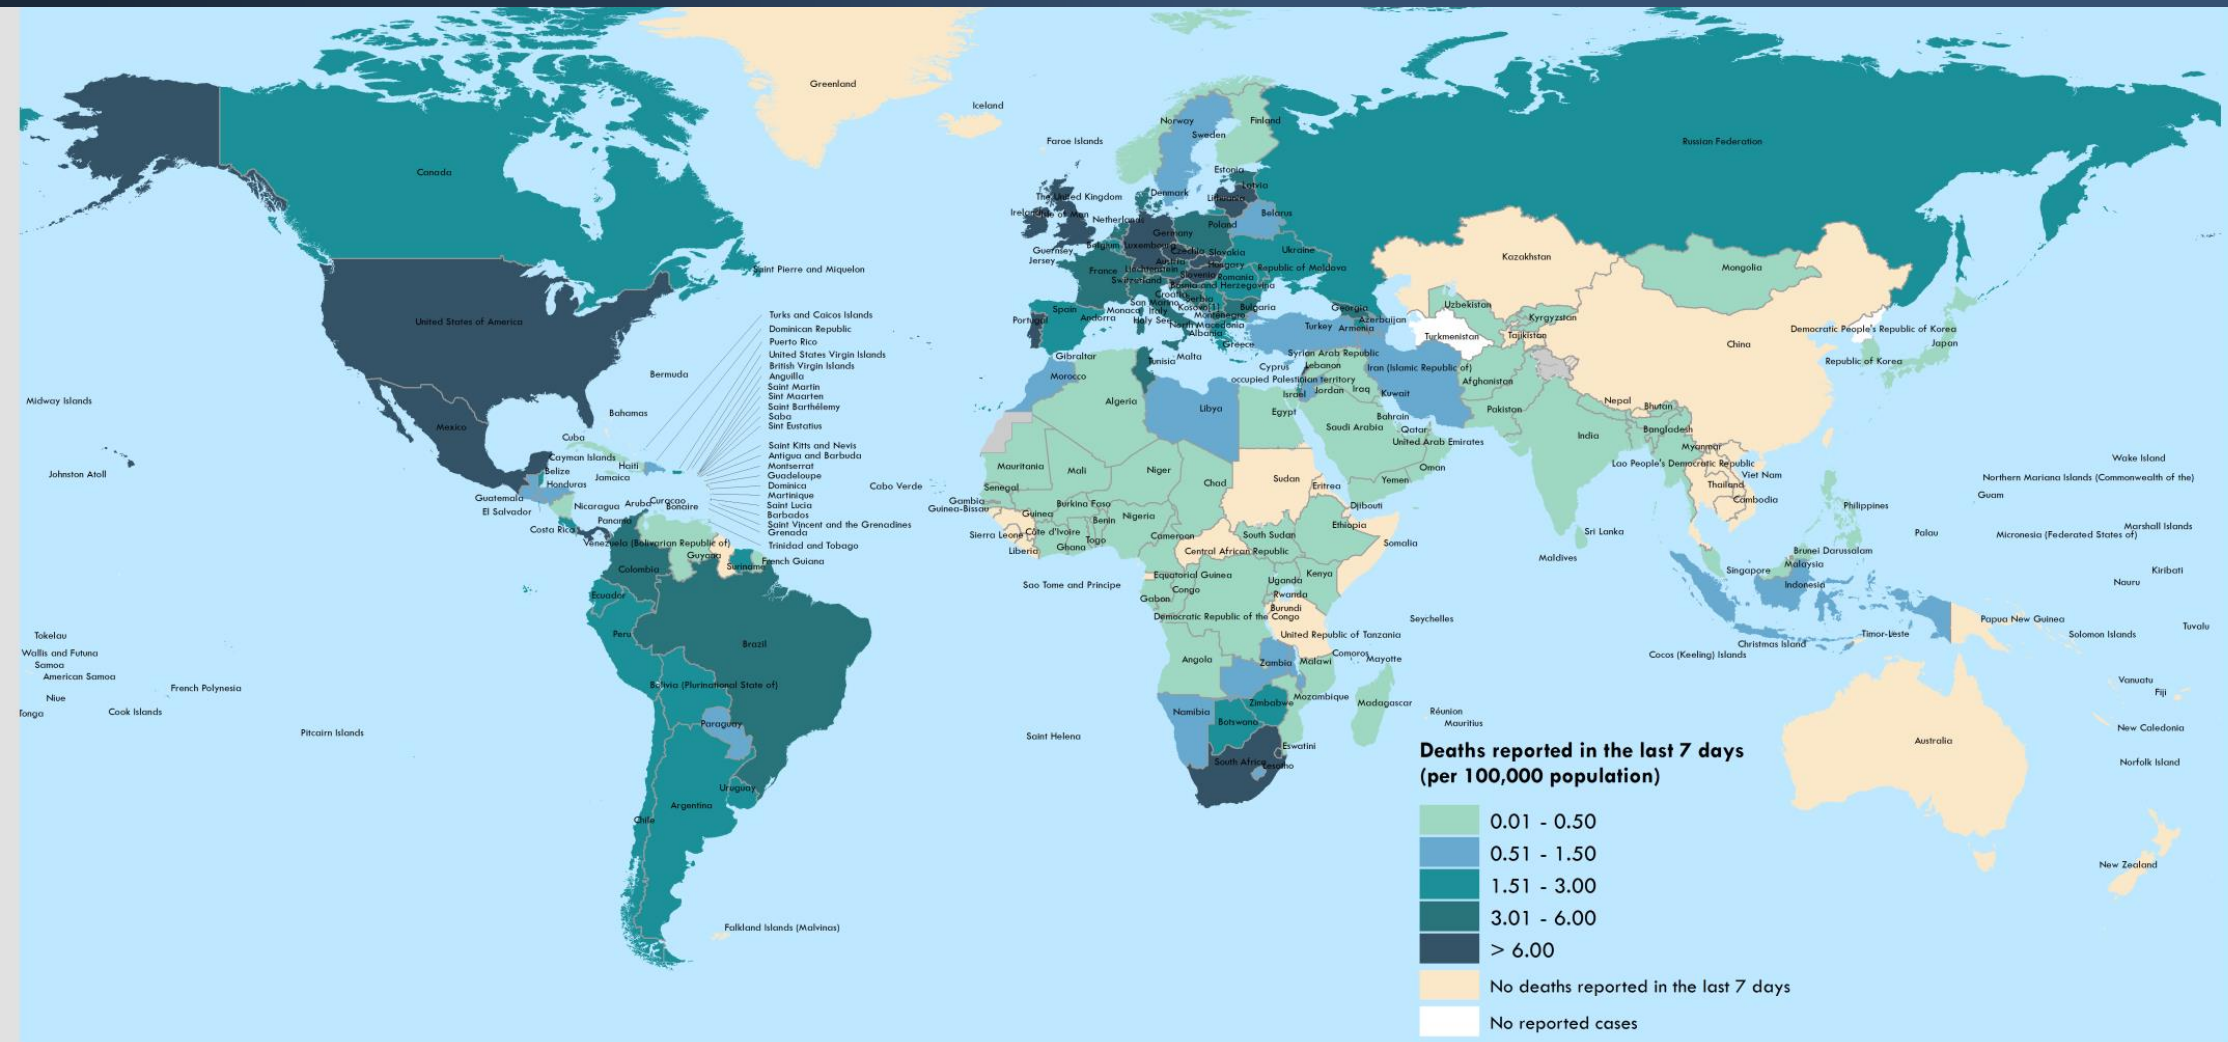 Greenland
Iceland
Faroe Islands
Norway
Sweden
Finland
Russian Federation
Canada
Estonia
Latvia
Lithuania
Denmark
The United Kingdom
Isle of Man
Ireland
Netherlands
Belarus
Poland
Germany
Guernsey
Jersey
Belgium
Luxembourg
Czechia
Slovakia
Ukraine
Austria
Hungary
Republic of Moldova
France
Liechtenstein
Switzerland
Slovenia
Romania
Bosnia and Herzegovina
Croatia
Serbia
San Marino
Kosovo[1]
Bulgaria
Monaco
Italy
Montenegro
Holy See
North Macedonia
Albania
Greece
Spain
Andorra
Portugal
Georgia
Azerbaijan
Turkey
Armenia
Kazakhstan
Mongolia
Uzbekistan
Kyrgyzstan
Turkmenistan
Tajikistan
China
Democratic People's Republic of Korea
Japan
Republic of Korea
Saint Pierre and Miquelon
United States of America
Turks and Caicos Islands
Dominican Republic
Puerto Rico
United States Virgin Islands
British Virgin Islands
Anguilla
Saint Martin
Sint Maarten
Saint Barthélemy
Saba
Sint Eustatius
Saint Kitts and Nevis
Antigua and Barbuda
Montserrat
Guadeloupe
Dominica
Martinique
Saint Lucia
Barbados
Saint Vincent and the Grenadines
Grenada
Trinidad and Tobago
French Guiana
Bermuda
Bahamas
Midway Islands
Johnston Atoll
Mexico
Cuba
Cayman Islands
Haiti
Belize
Jamaica
Honduras
Guatemala
El Salvador
Nicaragua
Aruba
Curacao
Bonaire
Costa Rica
Panama
Venezuela (Bolivarian Republic of)
Guyana
Suriname
Colombia
Ecuador
Peru
Brazil
Bolivia (Plurinational State of)
Paraguay
Uruguay
Argentina
Chile
Falkland Islands (Malvinas)
Gibraltar
Tunisia
Malta
Morocco
Algeria
Libya
Egypt
Cyprus
Syrian Arab Republic
Lebanon
occupied Palestinian territory
Israel
Jordan
Iraq
Iran (Islamic Republic of)
Kuwait
Afghanistan
Pakistan
Bahrain
Qatar
Saudi Arabia
United Arab Emirates
Oman
Yemen
Nepal
Bhutan
India
Bangladesh
Myanmar
Lao People's Democratic Republic
Viet Nam
Thailand
Cambodia
Philippines
Sri Lanka
Maldives
Brunei Darussalam
Malaysia
Singapore
Indonesia
Palau
Wake Island
Northern Mariana Islands (Commonwealth of the)
Guam
Marshall Islands
Micronesia (Federated States of)
Kiribati
Nauru
Papua New Guinea
Solomon Islands
Tuvalu
Timor-Leste
Christmas Island
Cocos (Keeling) Islands
Cabo Verde
Mauritania
Mali
Niger
Chad
Sudan
Eritrea
Senegal
Gambia
Guinea-Bissau
Guinea
Burkina Faso
Benin
Nigeria
Djibouti
Ethiopia
Sierra Leone
Côte d'Ivoire
Liberia
Ghana
Togo
Cameroon
South Sudan
Central African Republic
Somalia
Sao Tome and Principe
Equatorial Guinea
Gabon
Congo
Uganda
Kenya
Rwanda
Burundi
Democratic Republic of the Congo
United Republic of Tanzania
Seychelles
Angola
Zambia
Malawi
Comoros
Mayotte
Namibia
Zimbabwe
Mozambique
Madagascar
Botswana
Réunion
Mauritius
Saint Helena
Eswatini
South Africa
Lesotho
Tokelau
Wallis and Futuna
Samoa
American Samoa
Niue
French Polynesia
Tonga
Cook Islands
Pitcairn Islands
Vanuatu
Fiji
New Caledonia
Norfolk Island
Australia
New Zealand
Deaths reported in the last 7 days
(per 100,000 population)
0.01 - 0.50
0.51 - 1.50
1.51 - 3.00
3.01 - 6.00
> 6.00
No deaths reported in the last 7 days
No reported cases